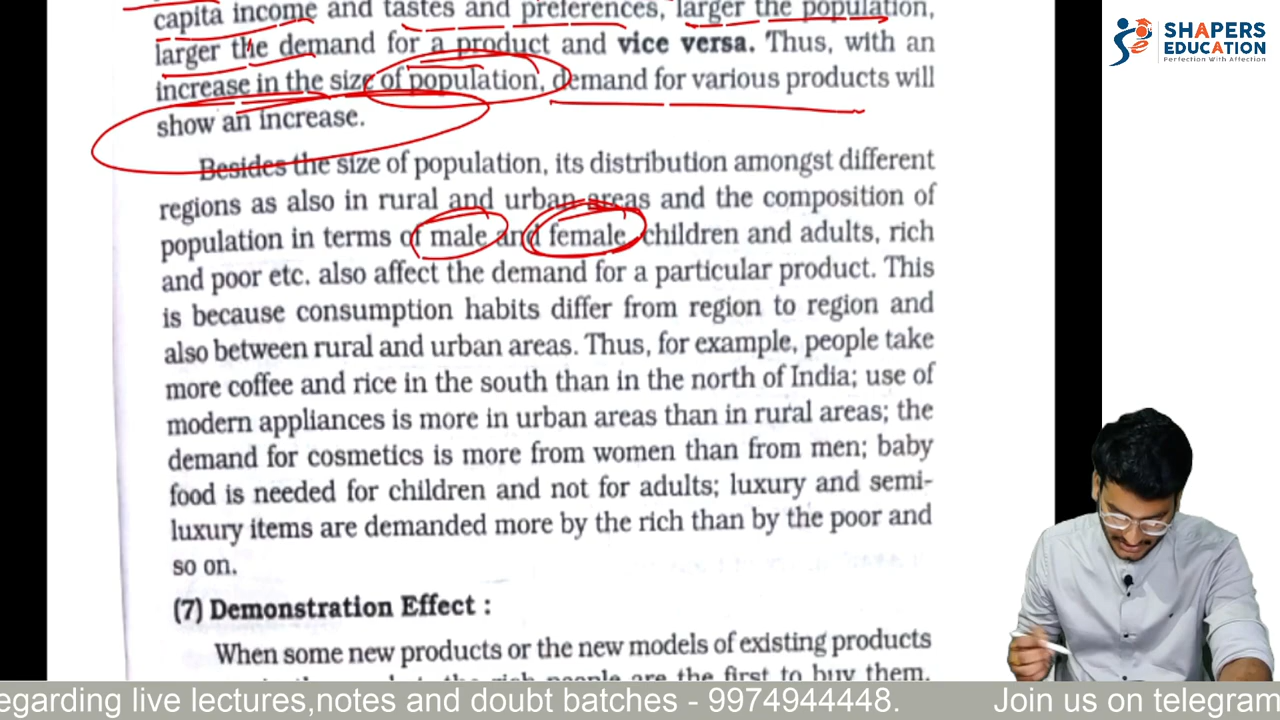 capita income and tastes and preferences, larger the population,
larger the demand for a product and vice versa. Thus, with an
increase in the size of population, demand for various products will
show an increase.
Besides the size of population, its distribution amongst different
regions as also in rural and urban areas and the composition of
population in terms of male and female, children and adults, rich
and poor etc. also affect the demand for a particular product. This
is because consumption habits differ from region to region and
also between rural and urban areas. Thus, for example, people take
more coffee and rice in the south than in the north of India; use of
modern appliances is more in urban areas than in rural areas; the
demand for cosmetics is more from women than from men; baby
food is needed for children and not for adults; luxury and semi-
luxury items are demanded more by the rich than by the poor and
so on.
(7) Demonstration Effect :
When some new products or the new models of existing products
people are the first to buy them.
SHAPERS
EDUCATION
Perfection With Affection
egarding live lectures,notes and doubt batches - 9974944448. Join us on telegram